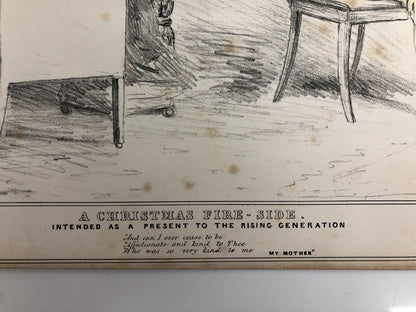 A CHRISTMAS FIRE-SIDE.
INTENDED AS A PRESENT TO THE RISING GENERATION
And can I ever cease to be
Affectionate and kind to Thee
Who was so very kind to me
MY MOTHER"